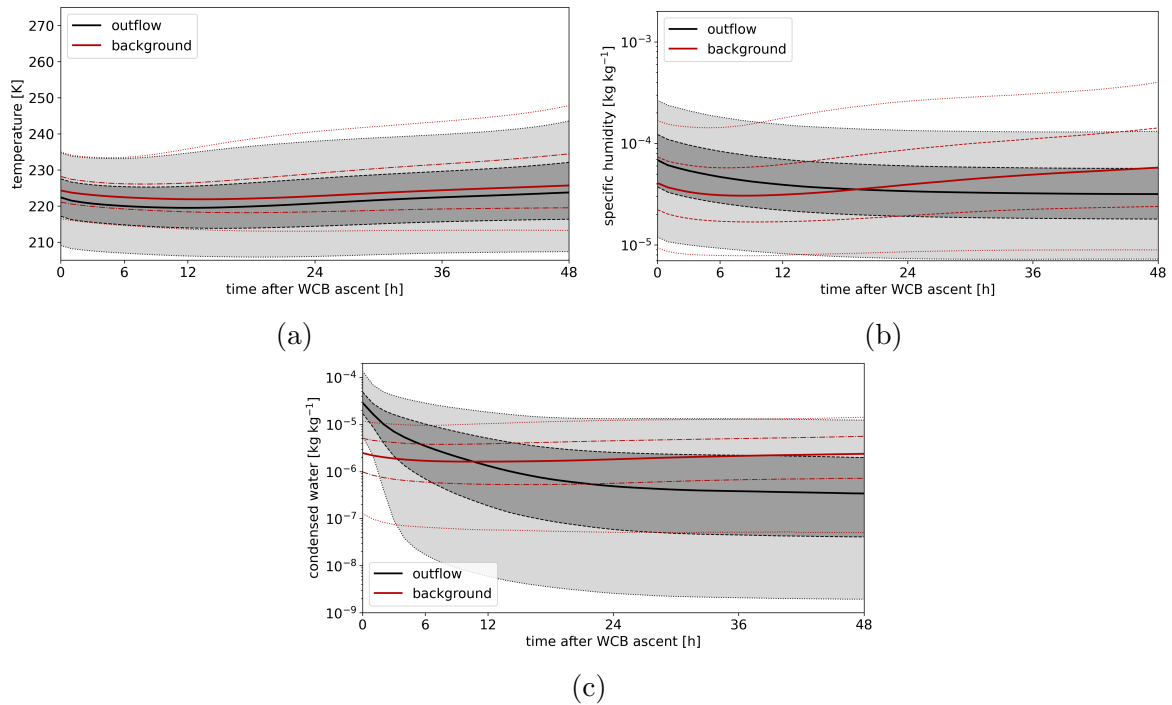 275
270
260
250
240
230
220
210
temperature [K]
outflow
background
0 6 12 24 36 48
time after WCB ascent [h]
(a)
10⁻³
10⁻⁴
10⁻⁵
specific humidity [kg kg⁻¹]
outflow
background
0 6 12 24 36 48
time after WCB ascent [h]
(b)
10⁻⁴
10⁻⁵
10⁻⁶
10⁻⁷
10⁻⁸
10⁻⁹
condensed water [kg kg⁻¹]
outflow
background
0 6 12 24 36 48
time after WCB ascent [h]
(c)